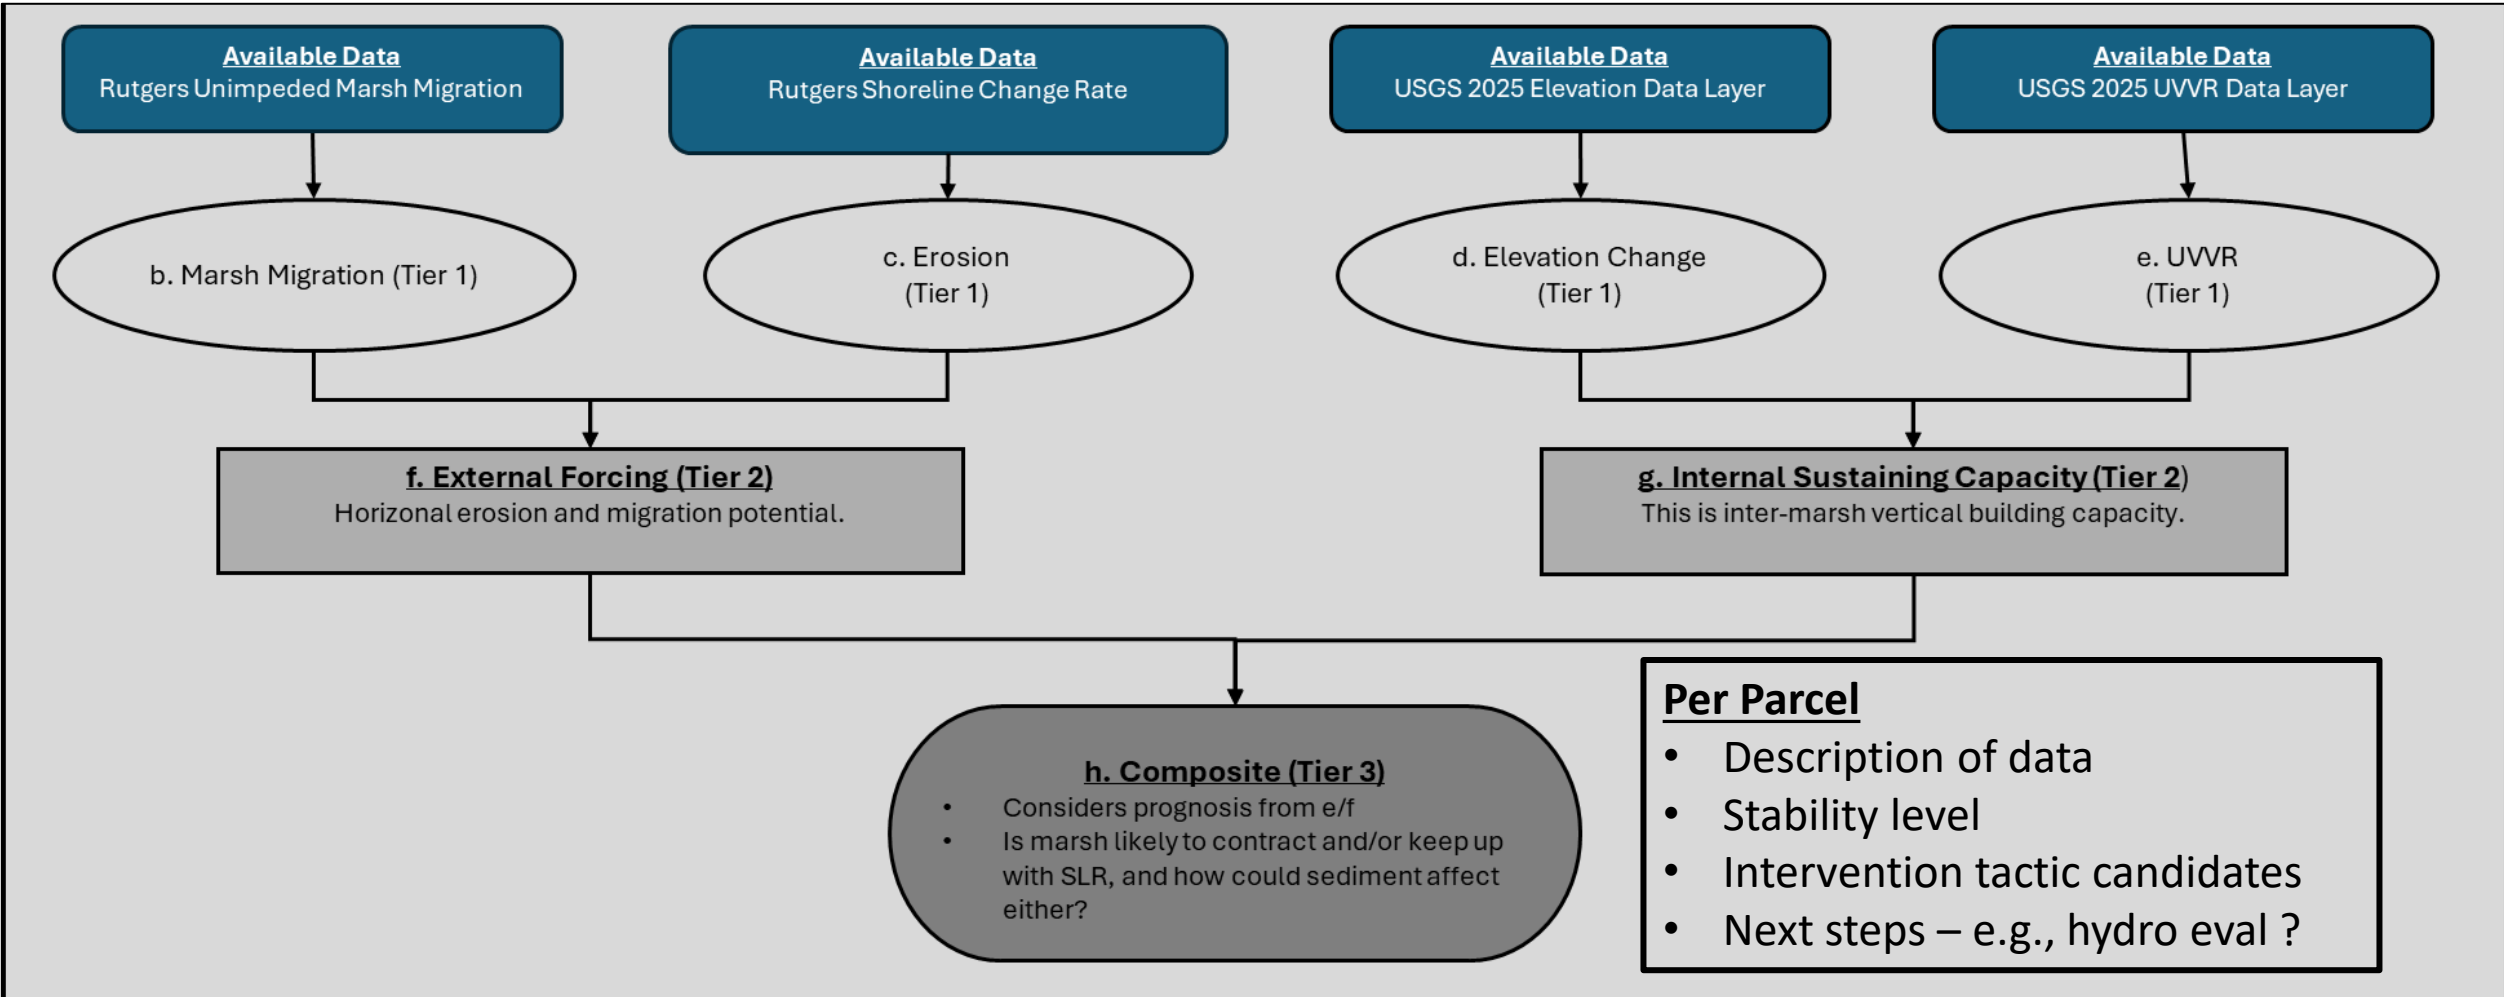 Available Data
Rutgers Unimpeded Marsh Migration
Available Data
Rutgers Shoreline Change Rate
Available Data
USGS 2025 Elevation Data Layer
Available Data
USGS 2025 UVVR Data Layer
b. Marsh Migration (Tier 1)
c. Erosion
(Tier 1)
d. Elevation Change
(Tier 1)
e. UVVR
(Tier 1)
f. External Forcing (Tier 2)
Horizonal erosion and migration potential.
g. Internal Sustaining Capacity (Tier 2)
This is inter-marsh vertical building capacity.
h. Composite (Tier 3)
• Considers prognosis from e/f
• Is marsh likely to contract and/or keep up
with SLR, and how could sediment affect
either?
Per Parcel
• Description of data
• Stability level
• Intervention tactic candidates
• Next steps – e.g., hydro eval ?